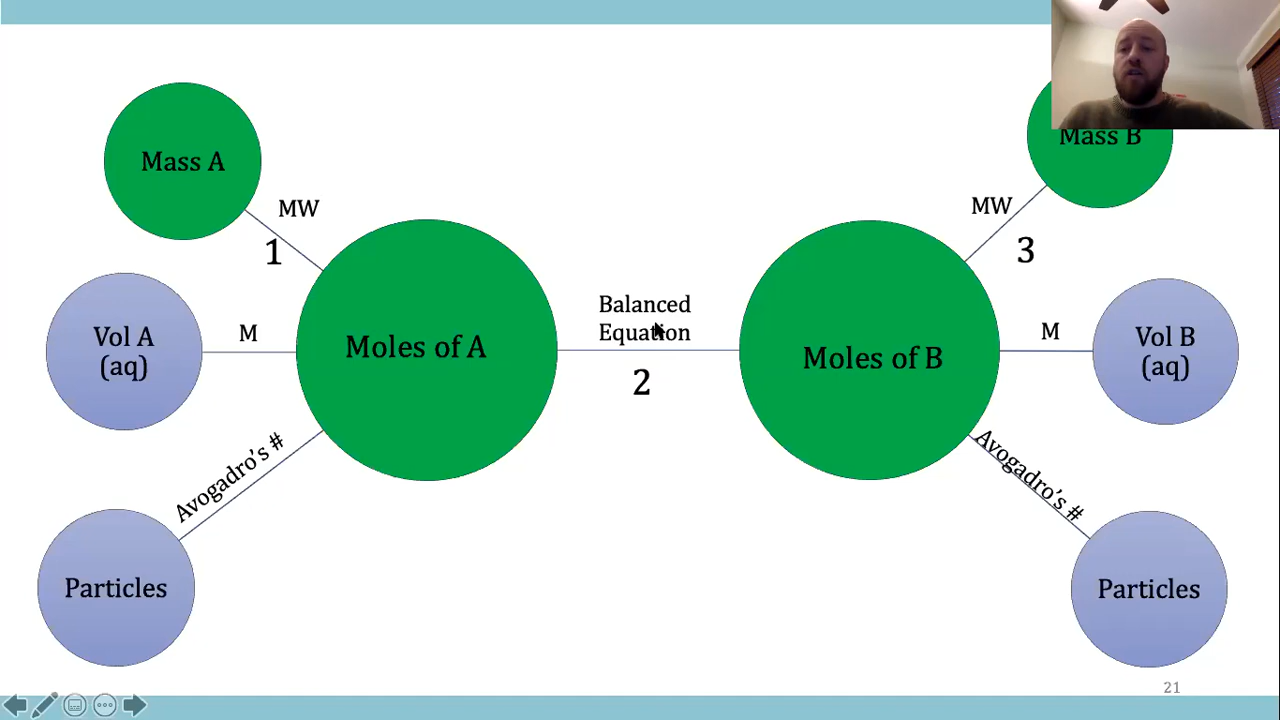 Mass A
MW
1
Vol A
(aq)
M
Avogadro's #
Particles
Moles of A
Balanced
Equation
2
Moles of B
Mass B
MW
3
M
Vol B
(aq)
Avogadro's #
Particles
21